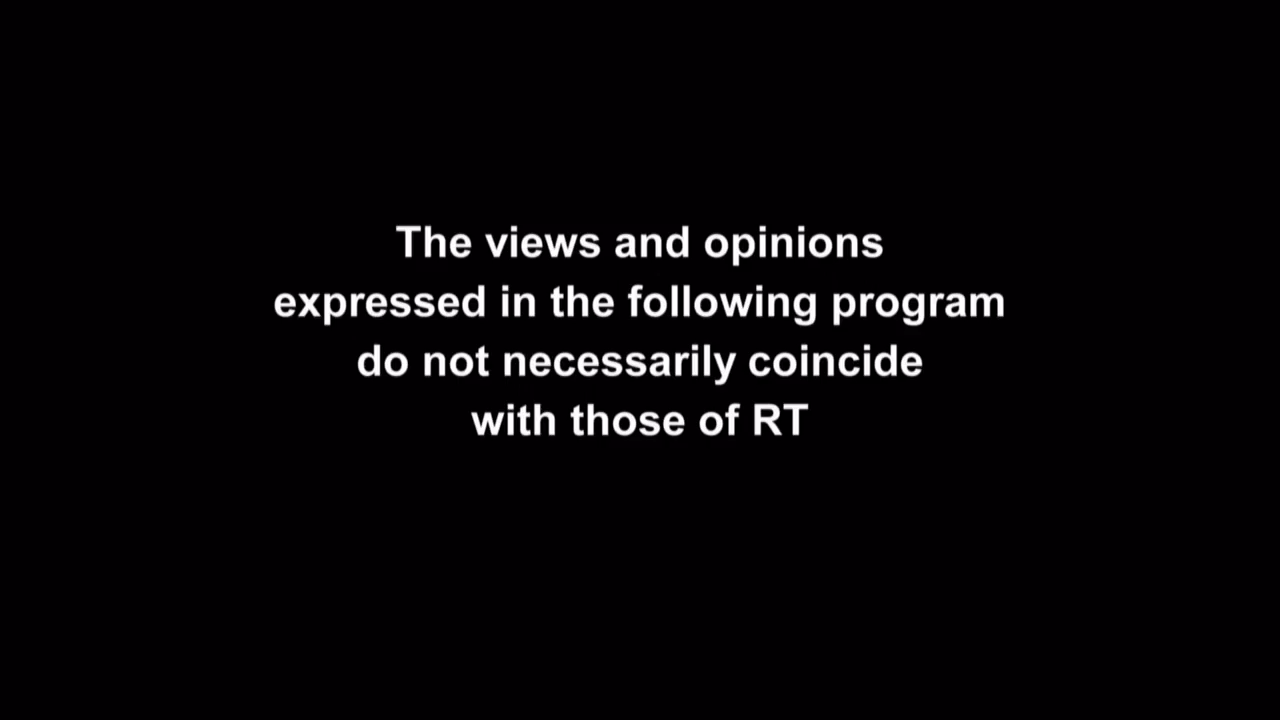 The views and opinions
expressed in the following program
do not necessarily coincide
with those of RT